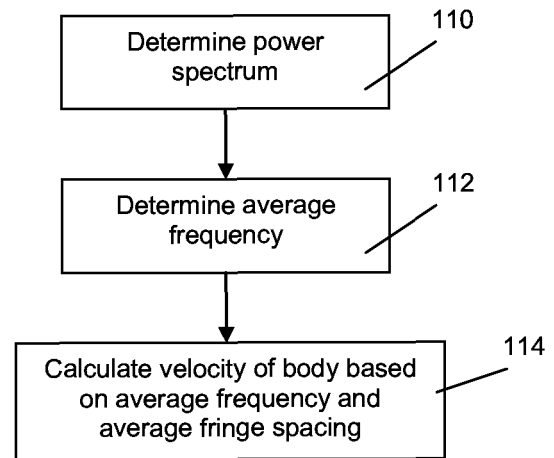 Determine power
spectrum
110
Determine average
frequency
112
Calculate velocity of body based
on average frequency and
average fringe spacing
114